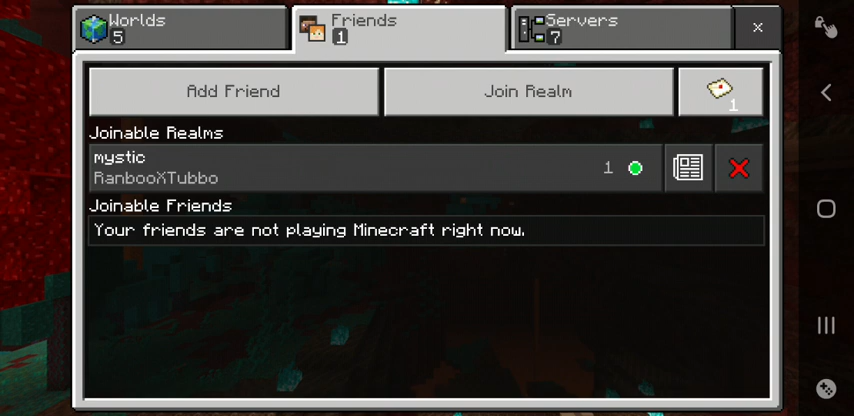 Worlds
5
Friends
1
Servers
7
Add Friend
Join Realm
1
Joinable Realms
mystic
1
RanbooXTubbo
Joinable Friends
Your friends are not playing Minecraft right now.